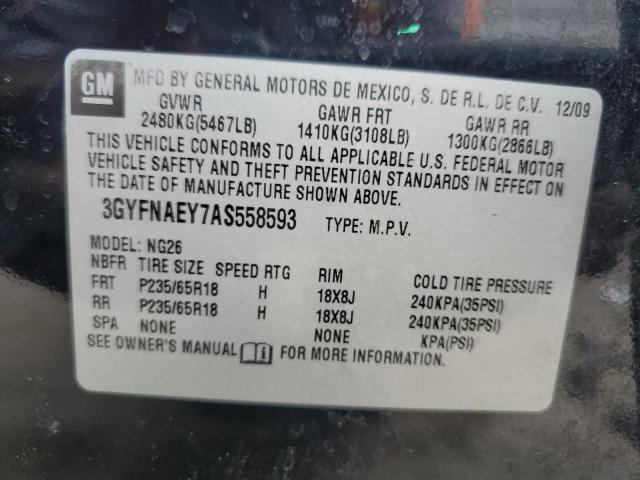 GM MFD BY GENERAL MOTORS DE MEXICO, S. DE R.L. DE C.V. 12/09
GVWR GAWR FRT GAWR RR
2480KG(5467LB) 1410KG(3108LB) 1300KG(2866LB)
THIS VEHICLE CONFORMS TO ALL APPLICABLE U.S. FEDERAL MOTOR
VEHICLE SAFETY AND THEFT PREVENTION STANDARDS IN EFFECT ON
THE DATE OF MANUFACTURE SHOWN ABOVE.
3GYFNAEY7AS558593 TYPE: M.P.V.
MODEL: NG26
NBFR TIRE SIZE SPEED RTG RIM COLD TIRE PRESSURE
FRT P235/65R18 H 18X8J 240KPA(35PSI)
RR P235/65R18 H 18X8J 240KPA(35PSI)
SPA NONE NONE KPA(PSI)
SEE OWNER'S MANUAL FOR MORE INFORMATION.